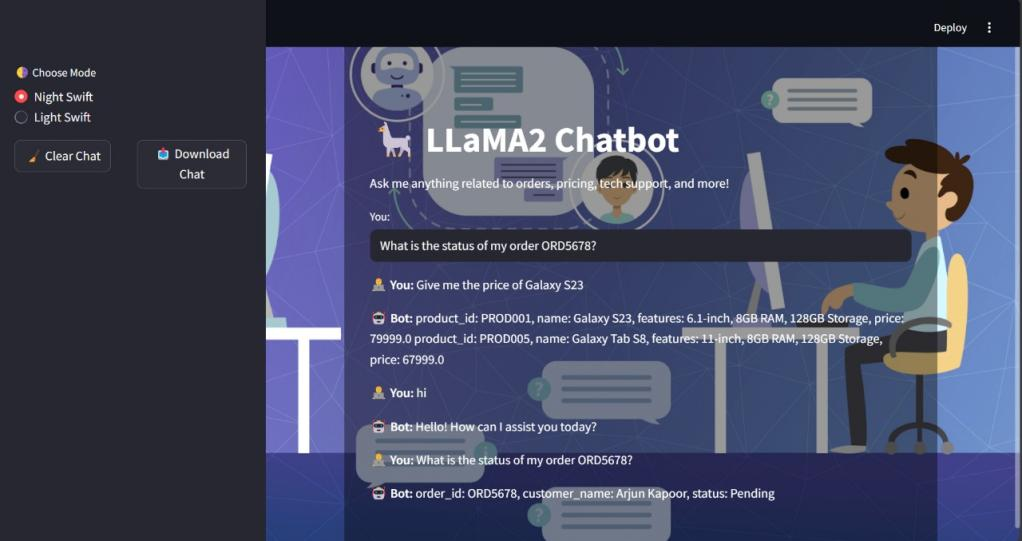 Deploy
Choose Mode
Night Swift
Light Swift
Clear Chat
Download
Chat
LLaMA2 Chatbot
Ask me anything related to orders, pricing, tech support, and more!
You:
What is the status of my order ORD5678?
You: Give me the price of Galaxy S23
Bot: product_id: PROD001, name: Galaxy S23, features: 6.1-inch, 8GB RAM, 128GB Storage, price:
79999.0 product_id: PROD005, name: Galaxy Tab S8, features: 11-inch, 8GB RAM, 128GB Storage,
price: 67999.0
You: hi
Bot: Hello! How can I assist you today?
You: What is the status of my order ORD5678?
Bot: order_id: ORD5678, customer_name: Arjun Kapoor, status: Pending